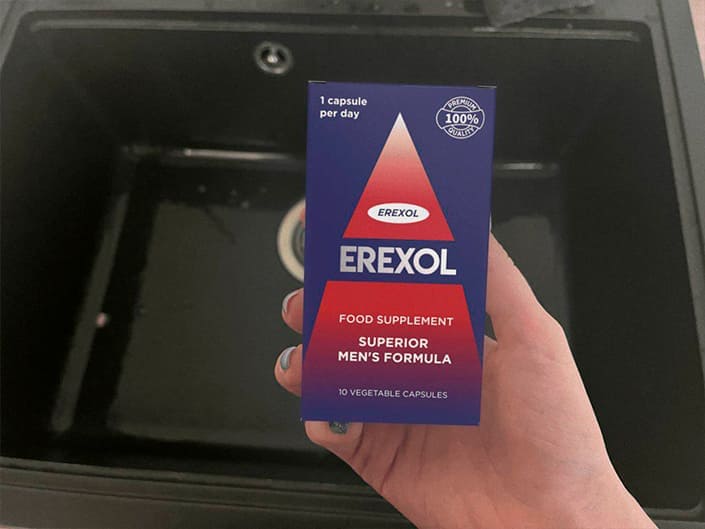 1 capsule
per day
PREMIUM
100%
QUALITY
EREXOL
EREXOL
FOOD SUPPLEMENT
SUPERIOR
MEN'S FORMULA
10 VEGETABLE CAPSULES